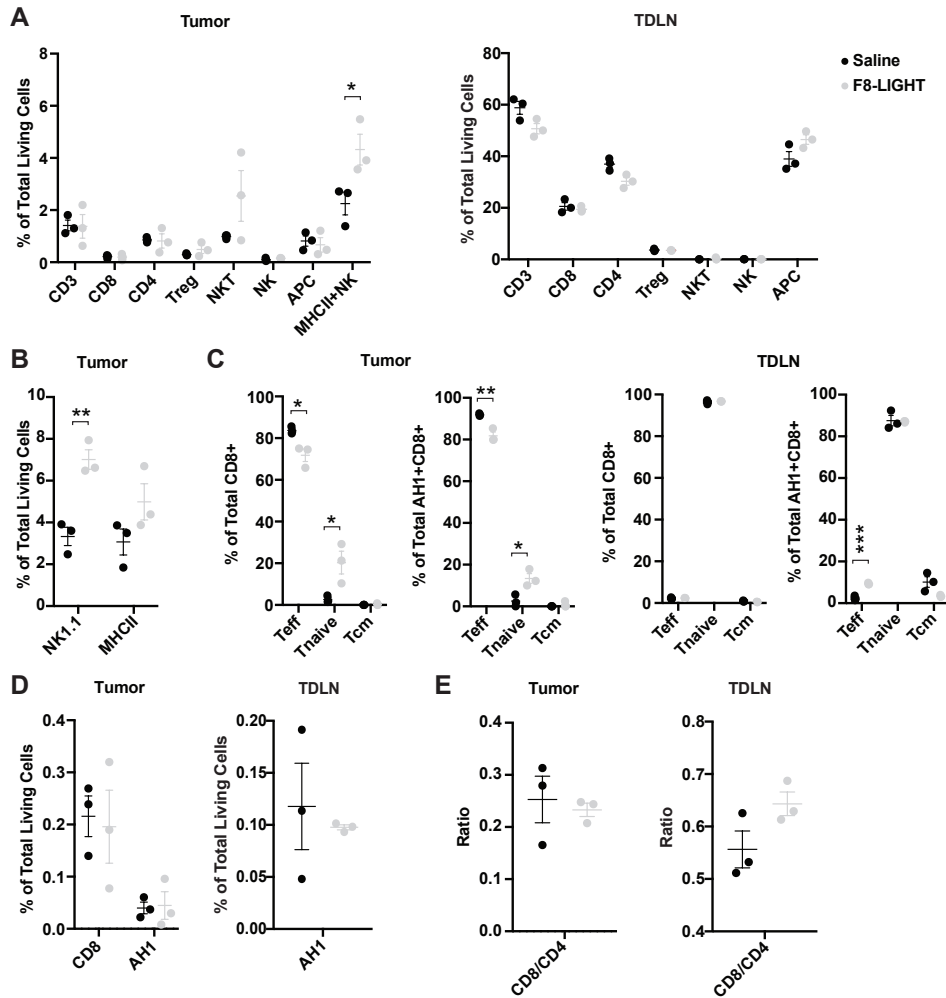 A
Tumor
TDLN
Saline
F8-LIGHT
% of Total Living Cells
8
6
4
2
0
*
CD3
CD8
CD4
Treg
NKT
NK
APC
MHCII+NK
% of Total Living Cells
80
60
40
20
0
CD3
CD8
CD4
Treg
NKT
NK
APC
B
Tumor
% of Total Living Cells
10
8
6
4
2
0
**
NK1.1
MHCII
C
Tumor
TDLN
% of Total CD8+
100
80
60
40
20
0
*
*
Teff
Tnaive
Tcm
% of Total AH1+CD8+
100
80
60
40
20
0
**
*
Teff
Tnaive
Tcm
% of Total CD8+
100
80
60
40
20
0
Teff
Tnaive
Tcm
% of Total AH1+CD8+
100
80
60
40
20
0
***
Teff
Tnaive
Tcm
D
Tumor
% of Total Living Cells
0.4
0.3
0.2
0.1
0.0
CD8
AH1
TDLN
% of Total Living Cells
0.20
0.15
0.10
0.05
0.00
AH1
E
Tumor
Ratio
0.4
0.3
0.2
0.1
0.0
CD8/CD4
TDLN
Ratio
0.8
0.7
0.6
0.5
0.4
CD8/CD4